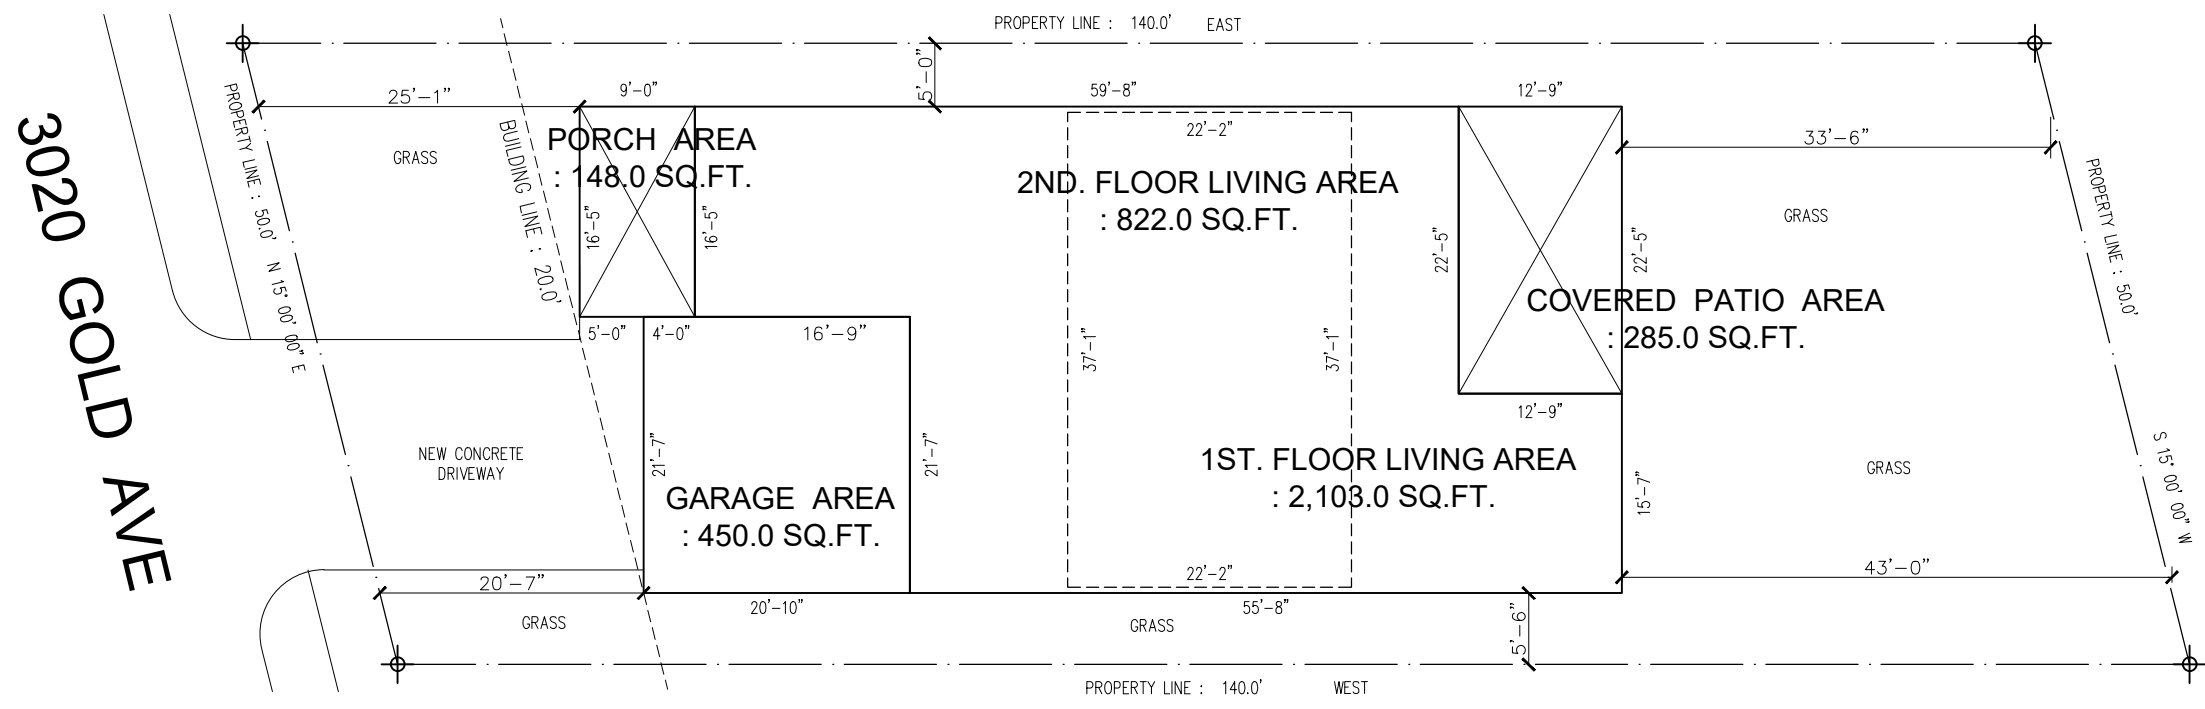 PROPERTY LINE : 140.0' EAST
5'-0"
25'-1"
9'-0"
59'-8"
12'-9"
3020 GOLD AVE
PROPERTY LINE : 50.0' N 15° 00' 00" E
GRASS
BUILDING LINE : 20.0'
PORCH AREA
: 148.0 SQ.FT.
16'-5"
16'-5"
22'-2"
2ND. FLOOR LIVING AREA
: 822.0 SQ.FT.
22'-5"
22'-5"
33'-6"
GRASS
PROPERTY LINE : 50.0'
S 15° 00' 00" W
COVERED PATIO AREA
: 285.0 SQ.FT.
5'-0"
4'-0"
16'-9"
37'-1"
37'-1"
12'-9"
NEW CONCRETE
DRIVEWAY
21'-7"
21'-7"
GARAGE AREA
: 450.0 SQ.FT.
1ST. FLOOR LIVING AREA
: 2,103.0 SQ.FT.
15'-7"
GRASS
20'-7"
22'-2"
43'-0"
20'-10"
55'-8"
GRASS
GRASS
5'-6"
PROPERTY LINE : 140.0' WEST